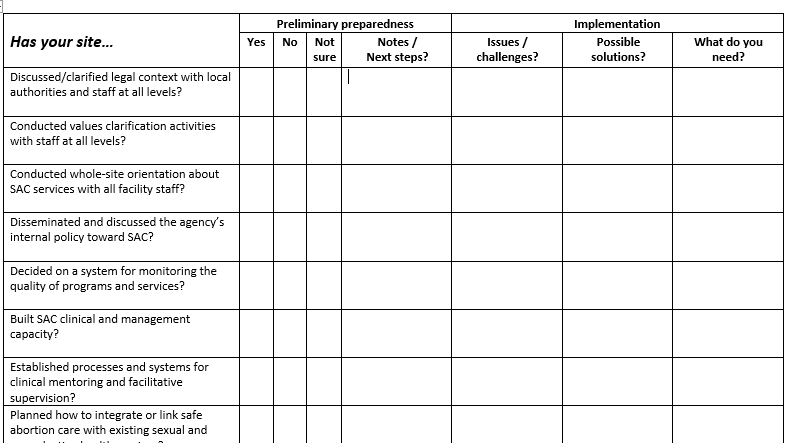 Preliminary preparedness
Implementation
Has your site...
Yes
No
Not
sure
Notes /
Next steps?
Issues /
challenges?
Possible
solutions?
What do you
need?
Discussed/clarified legal context with local
authorities and staff at all levels?
Conducted values clarification activities
with staff at all levels?
Conducted whole-site orientation about
SAC services with all facility staff?
Disseminated and discussed the agency's
internal policy toward SAC?
Decided on a system for monitoring the
quality of programs and services?
Built SAC clinical and management
capacity?
Established processes and systems for
clinical mentoring and facilitative
supervision?
Planned how to integrate or link safe
abortion care with existing sexual and